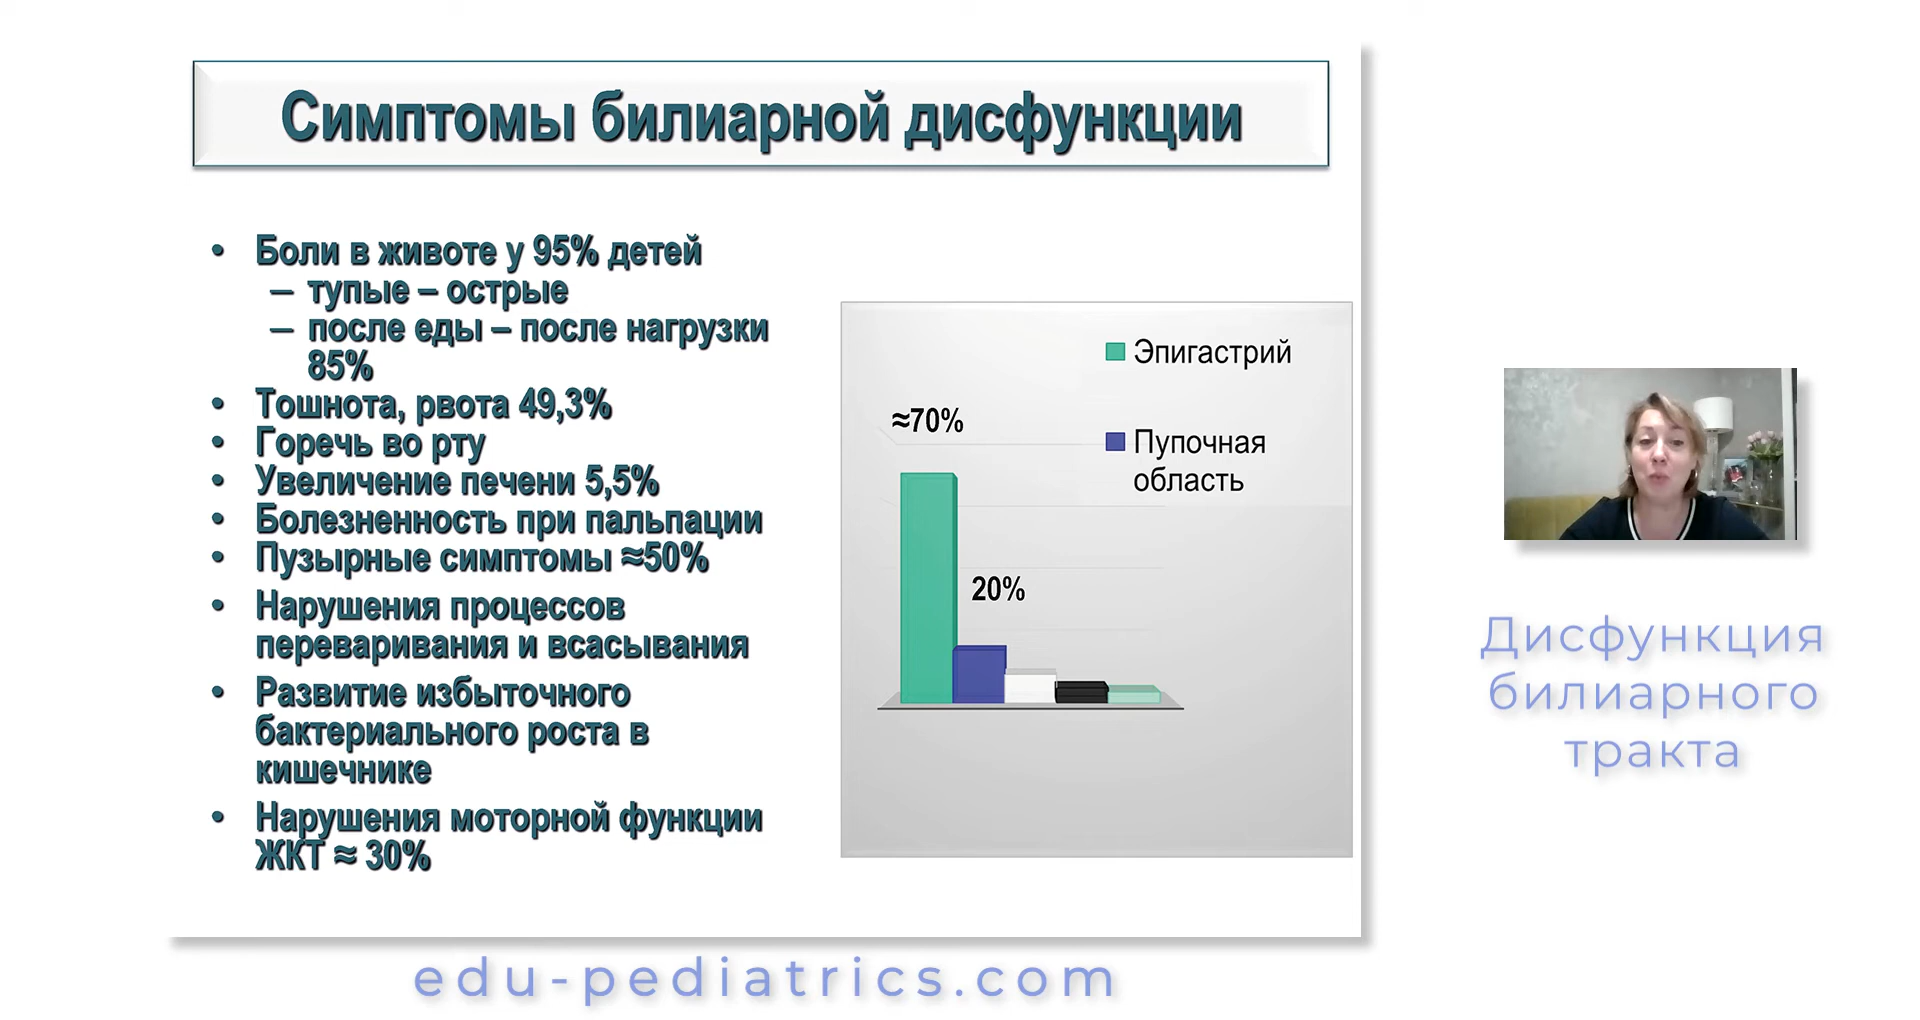 Симптомы билиарной дисфункции
• Боли в животе у 95% детей
– тупые – острые
– после еды – после нагрузки
85%
• Тошнота, рвота 49,3%
• Горечь во рту
• Увеличение печени 5,5%
• Болезненность при пальпации
• Пузырные симптомы ≈50%
• Нарушения процессов
переваривания и всасывания
• Развитие избыточного
бактериального роста в
кишечнике
• Нарушения моторной функции
ЖКТ ≈ 30%
Эпигастрий
≈70%
Пупочная
область
20%
Дисфункция
билиарного
тракта
edu-pediatrics.com